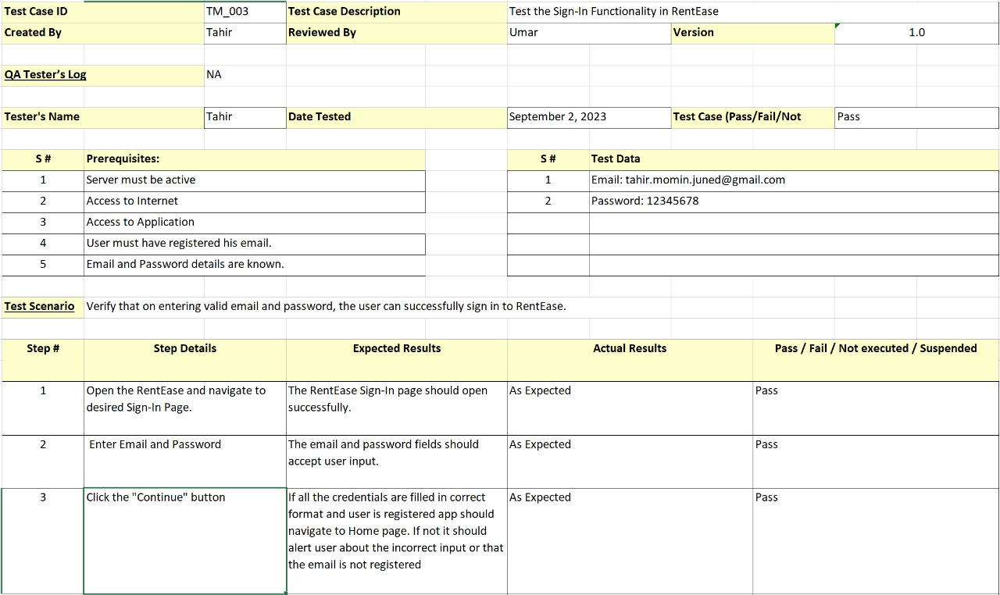 Test Case ID TM_003 Test Case Description Test the Sign-In Functionality in RentEase
Created By Tahir Reviewed By Umar Version 1.0
QA Tester's Log NA
Tester's Name Tahir Date Tested September 2, 2023 Test Case (Pass/Fail/Not Pass
S # Prerequisites: S # Test Data
1 Server must be active 1 Email: tahir.momin.juned@gmail.com
2 Access to Internet 2 Password: 12345678
3 Access to Application
4 User must have registered his email.
5 Email and Password details are known.
Test Scenario Verify that on entering valid email and password, the user can successfully sign in to RentEase.
Step # Step Details Expected Results Actual Results Pass / Fail / Not executed / Suspended
1 Open the RentEase and navigate to The RentEase Sign-In page should open As Expected Pass
desired Sign-In Page. successfully.
2 Enter Email and Password The email and password fields should As Expected Pass
accept user input.
3 Click the "Continue" button If all the credentials are filled in correct As Expected Pass
format and user is registered app should
navigate to Home page. If not it should
alert user about the incorrect input or that
the email is not registered